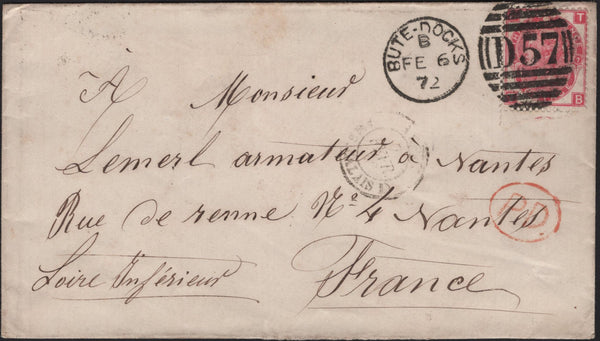 BUTE-DOCKS
B
FE 6
72
D57
T
B
A Monsieur
Lemerl armateur à Nantes
Rue de renne Nº 4 Nantes
Loire Inférieur
France
PD